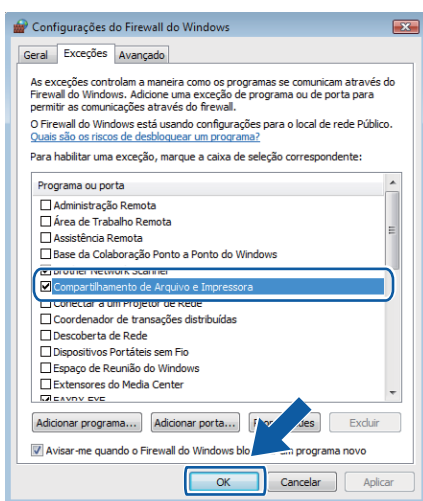 Configurações do Firewall do Windows
Geral Exceções Avançado
As exceções controlam a maneira como os programas se comunicam através do
Firewall do Windows. Adicione uma exceção de programa ou de porta para
permitir as comunicações através do firewall.
O Firewall do Windows está usando configurações para o local de rede Público.
Quais são os riscos de desbloquear um programa?
Para habilitar uma exceção, marque a caixa de seleção correspondente:
Programa ou porta
Administração Remota
Área de Trabalho Remota
Assistência Remota
Base da Colaboração Ponto a Ponto do Windows
Brother Network Scanner
Compartilhamento de Arquivo e Impressora
Conectar a um Projetor de Rede
Coordenador de transações distribuídas
Descoberta de Rede
Dispositivos Portáteis sem Fio
Espaço de Reunião do Windows
Extensores do Media Center
FAXRX.EXE
Adicionar programa... Adicionar porta... Excluir
Avisar-me quando o Firewall do Windows programa novo
OK Cancelar Aplicar